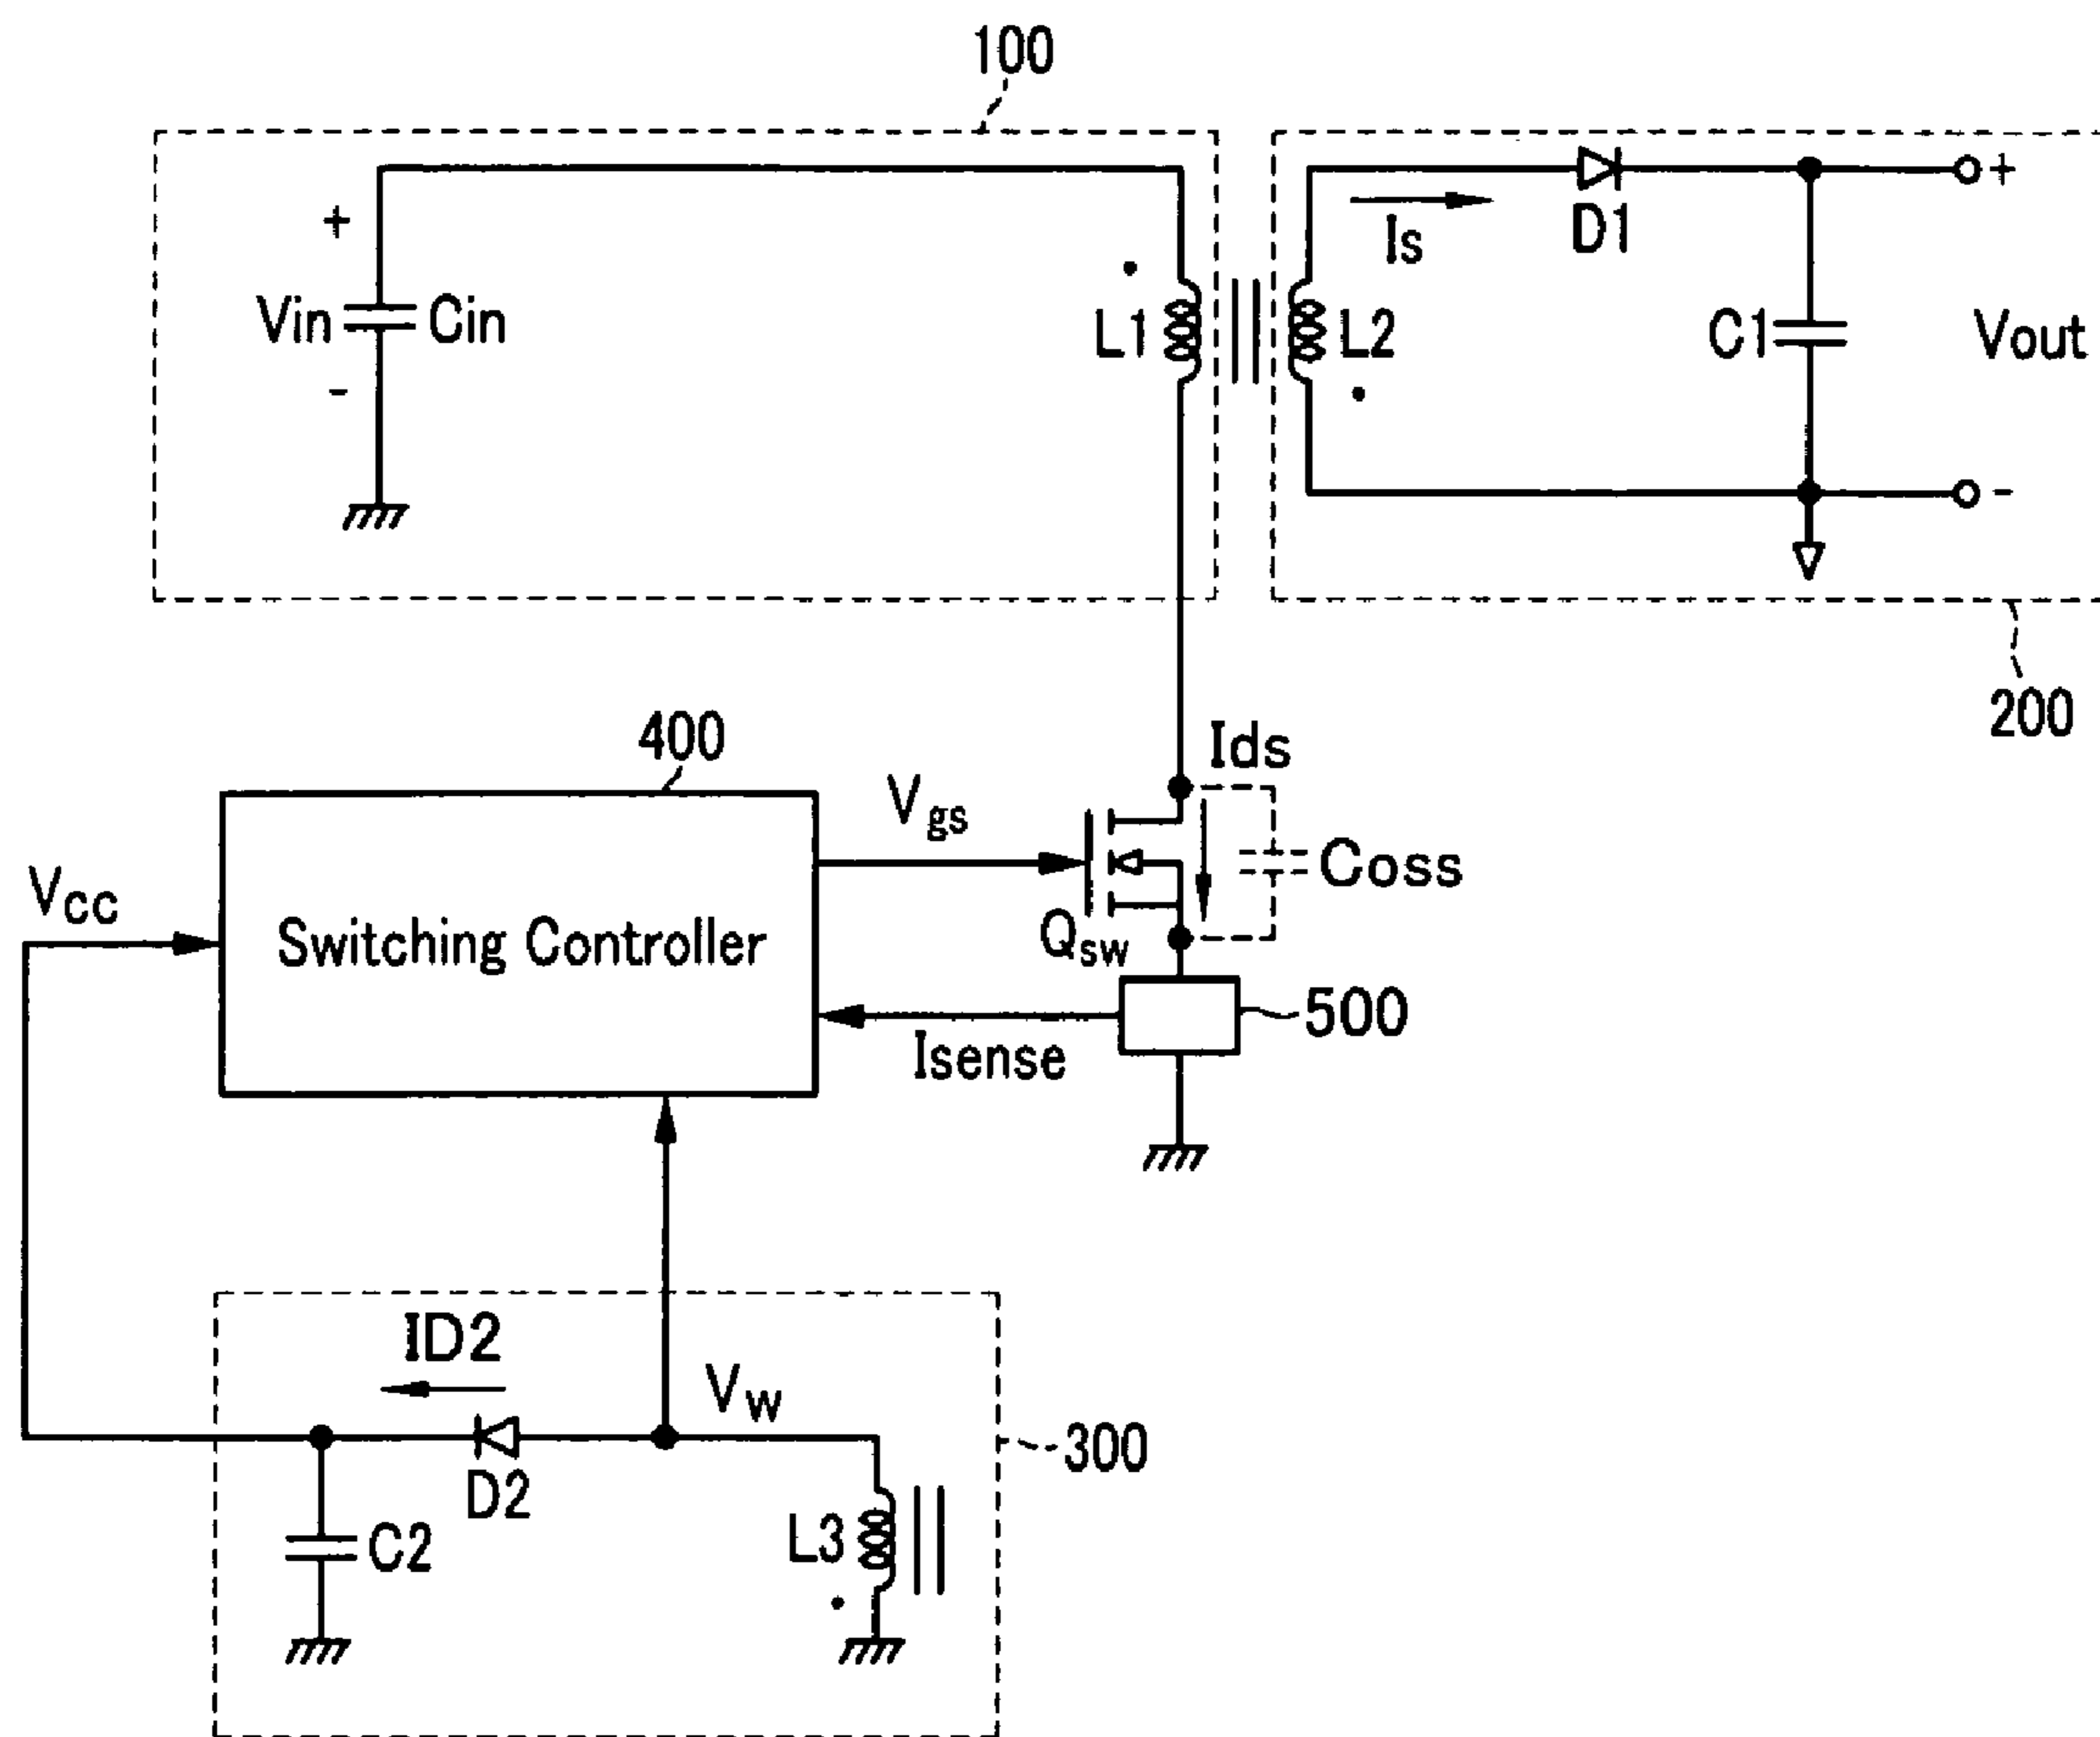 100
+
Vin
Cin
-
L1
L2
Is
D1
C1
Vout
+
-
200
400
Vgs
Ids
Coss
Vcc
Switching Controller
Qsw
500
Isense
ID2
Vw
300
D2
C2
L3